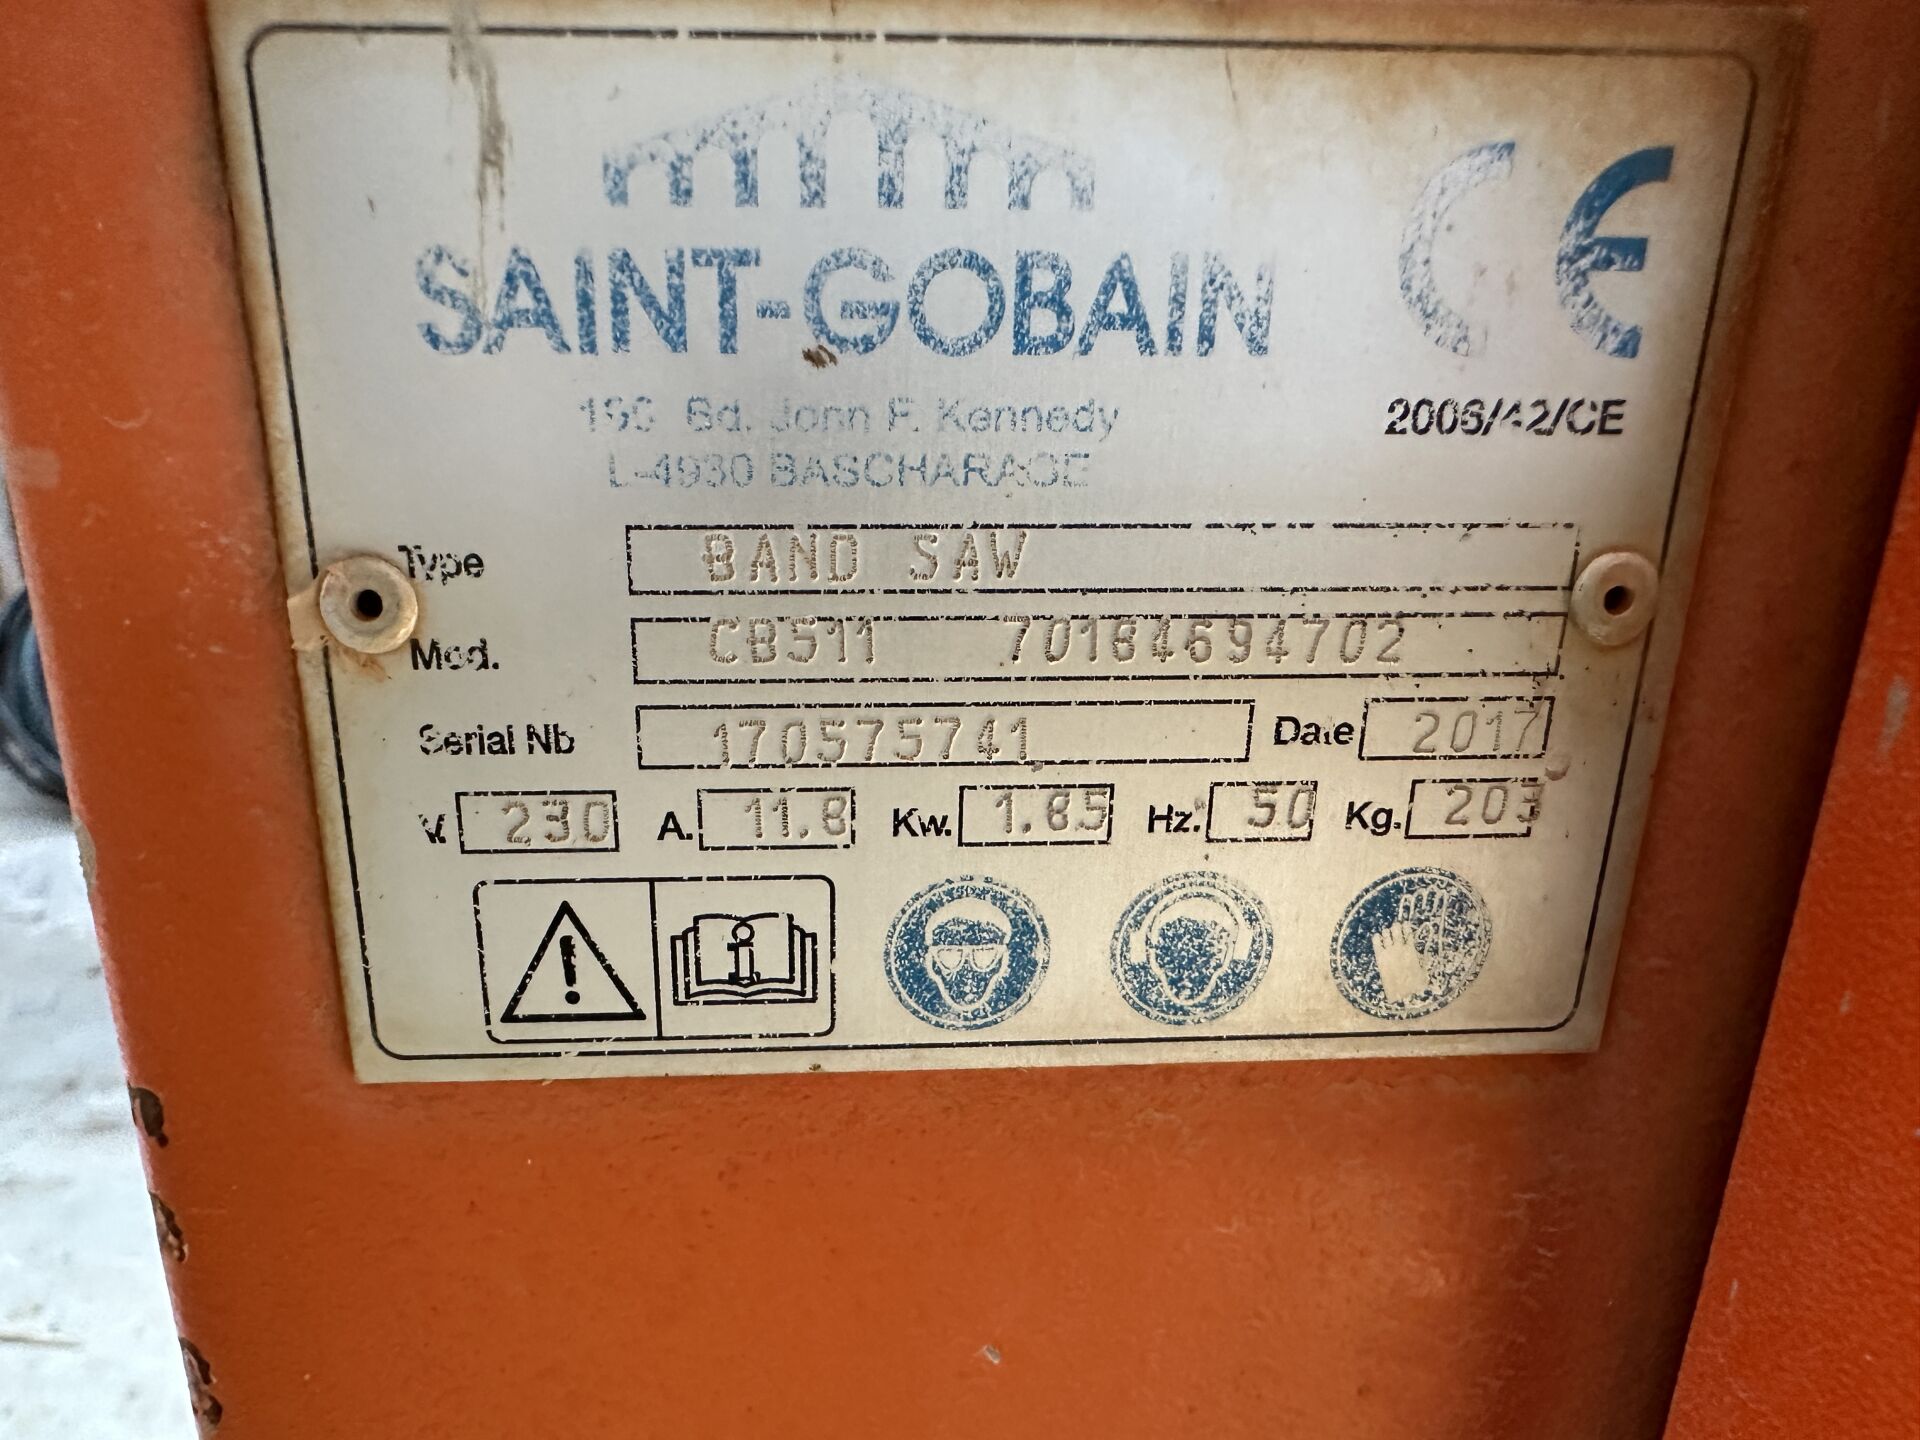 SAINT-GOBAIN
190 Bd. John F. Kennedy
L-4930 BASCHARAGE
CE
2006/42/CE
Type BAND SAW
Mod. CB511 70184694702
Serial Nb 170575741 Date 2017
V. 230 A. 11.8 Kw. 1.85 Hz. 50 Kg. 203